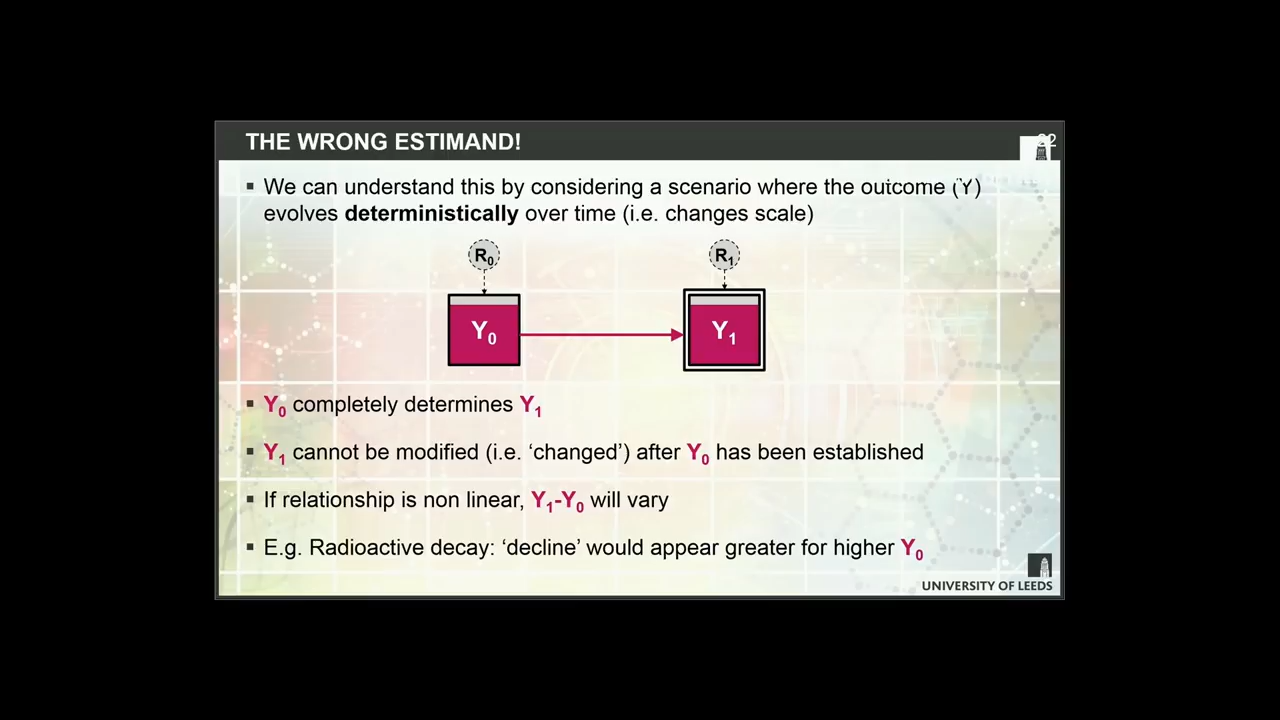 THE WRONG ESTIMAND!
22
▪ We can understand this by considering a scenario where the outcome (Y)
evolves deterministically over time (i.e. changes scale)
R₀ R₁
Y₀ Y₁
▪ Y₀ completely determines Y₁
▪ Y₁ cannot be modified (i.e. ‘changed’) after Y₀ has been established
▪ If relationship is non linear, Y₁-Y₀ will vary
▪ E.g. Radioactive decay: ‘decline’ would appear greater for higher Y₀
UNIVERSITY OF LEEDS